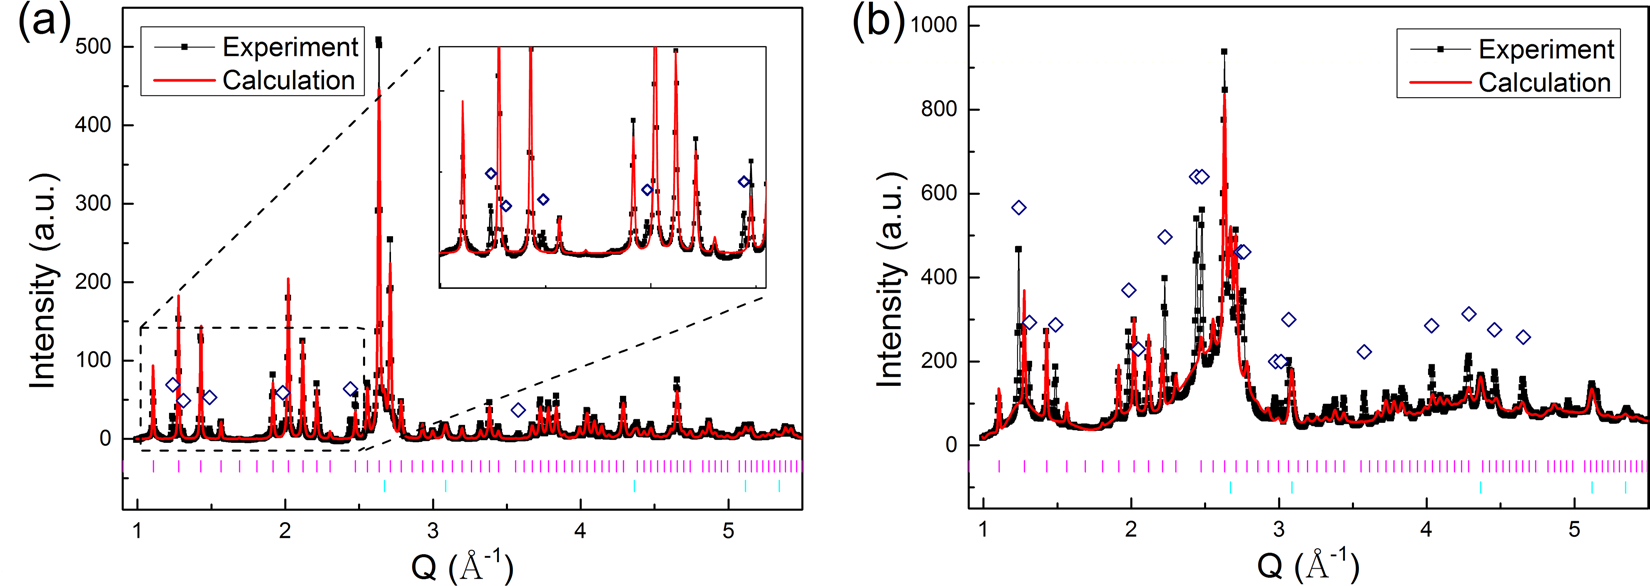 (a)
Experiment
Calculation
500
400
300
200
100
0
Intensity (a.u.)
1
2
3
4
5
Q (Å-1)
(b)
Experiment
Calculation
1000
800
600
400
200
0
Intensity (a.u.)
1
2
3
4
5
Q (Å-1)